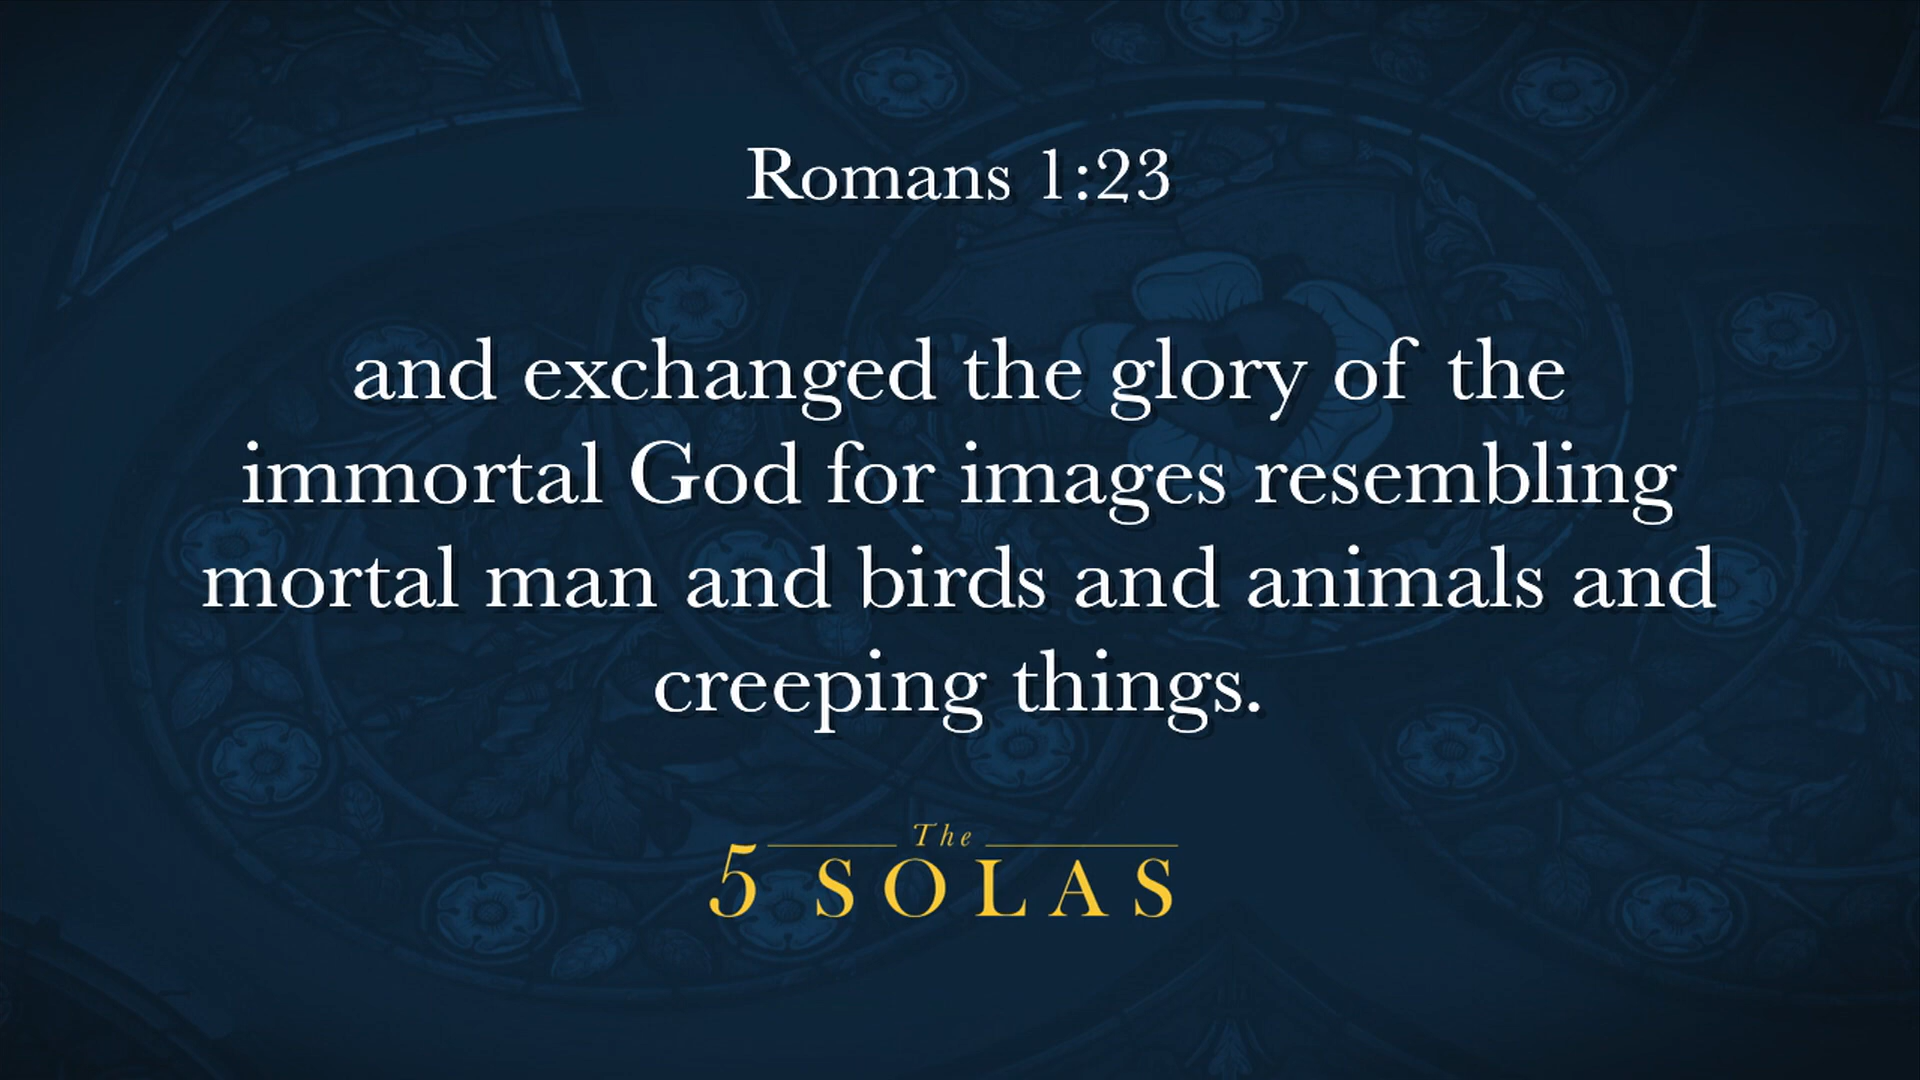 Romans 1:23
and exchanged the glory of the
immortal God for images resembling
mortal man and birds and animals and
creeping things.
The
5 SOLAS